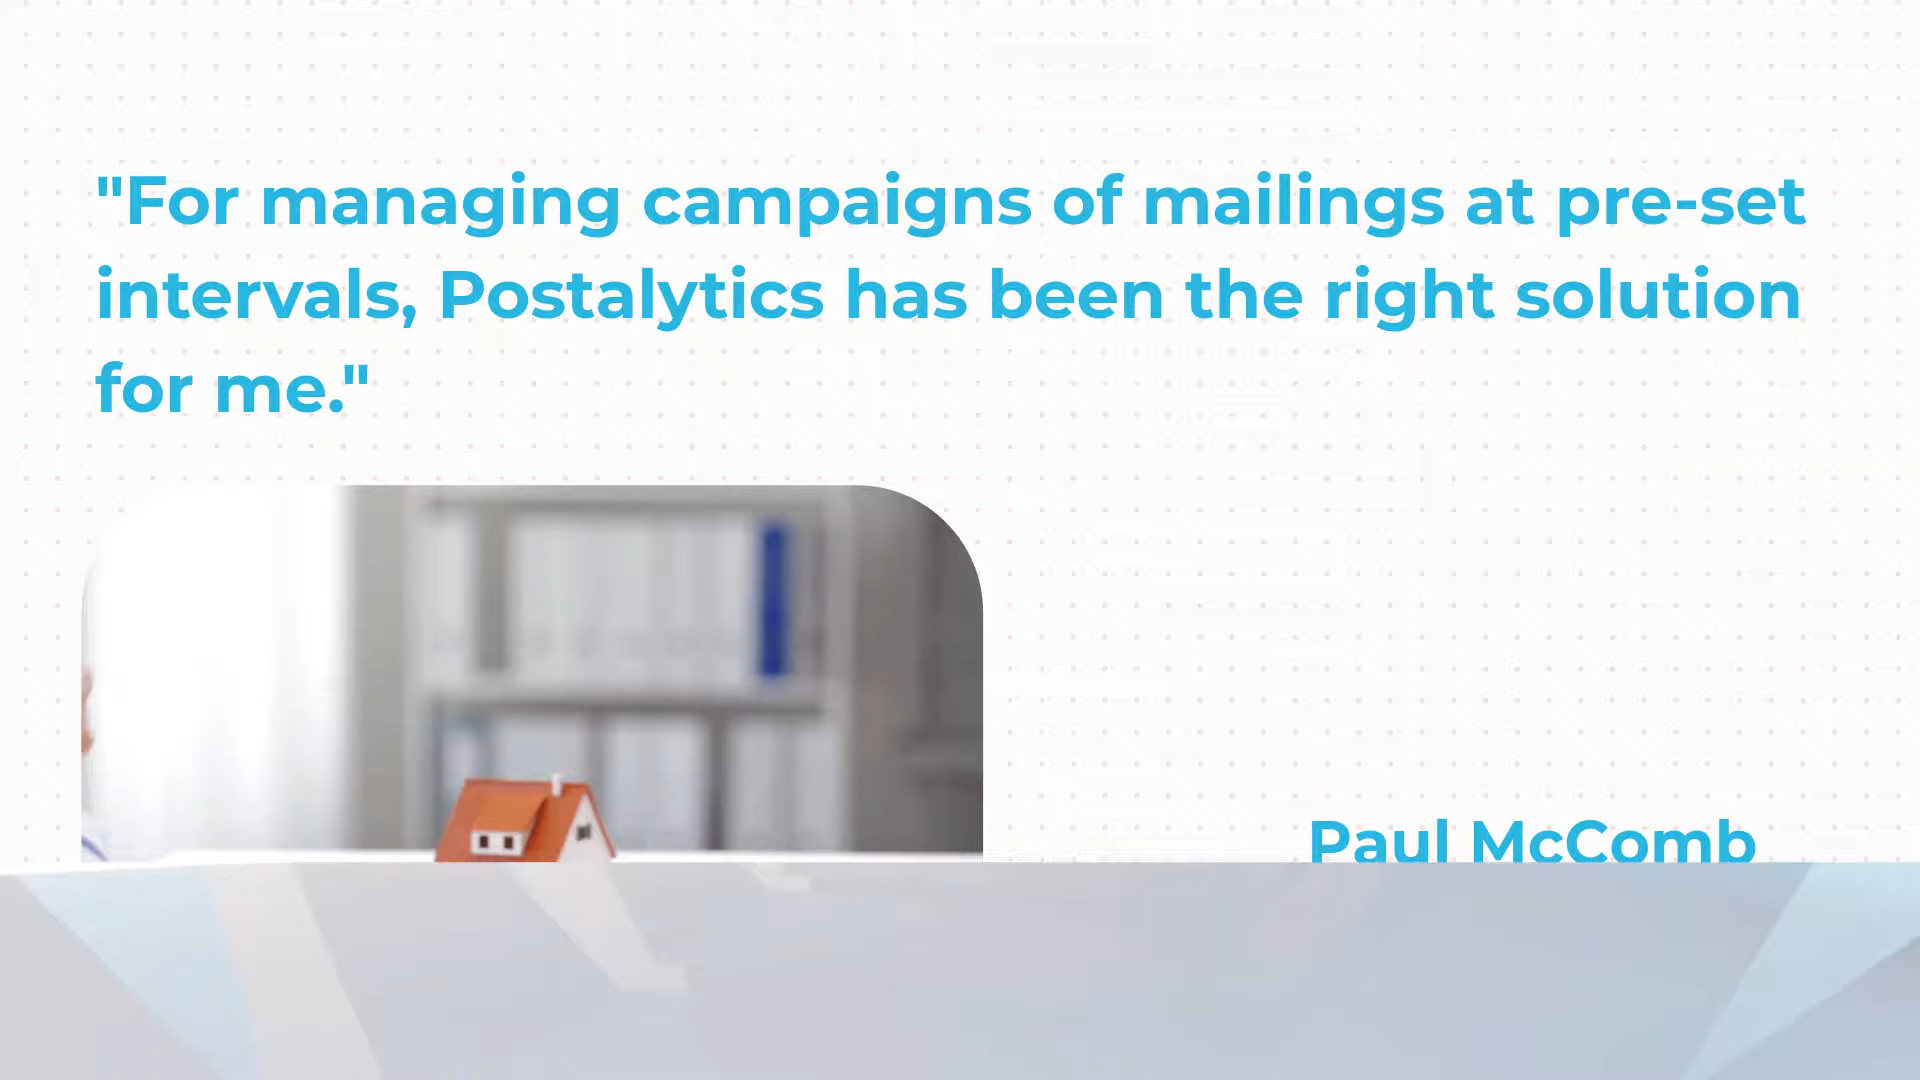 "For managing campaigns of mailings at pre-set
intervals, Postalytics has been the right solution
for me."
Paul McComb